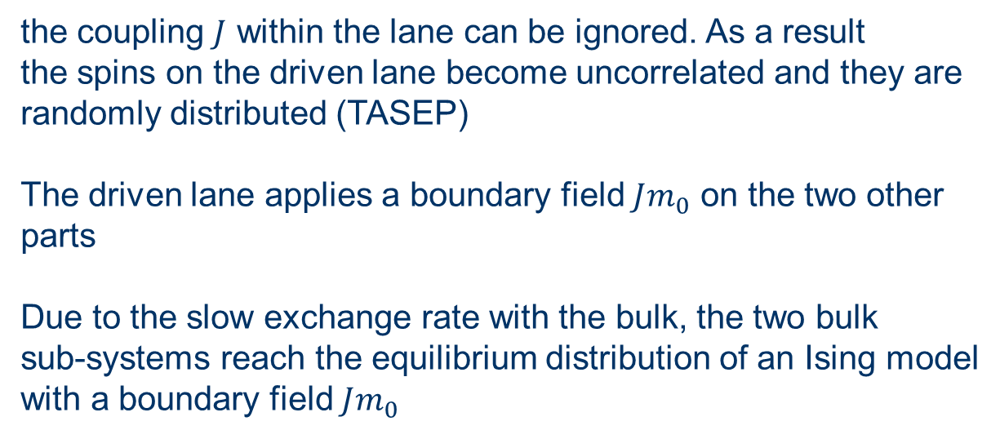 the coupling 𝐽 within the lane can be ignored. As a result
the spins on the driven lane become uncorrelated and they are
randomly distributed (TASEP)
The driven lane applies a boundary field 𝐽𝑚₀ on the two other
parts
Due to the slow exchange rate with the bulk, the two bulk
sub-systems reach the equilibrium distribution of an Ising model
with a boundary field 𝐽𝑚₀